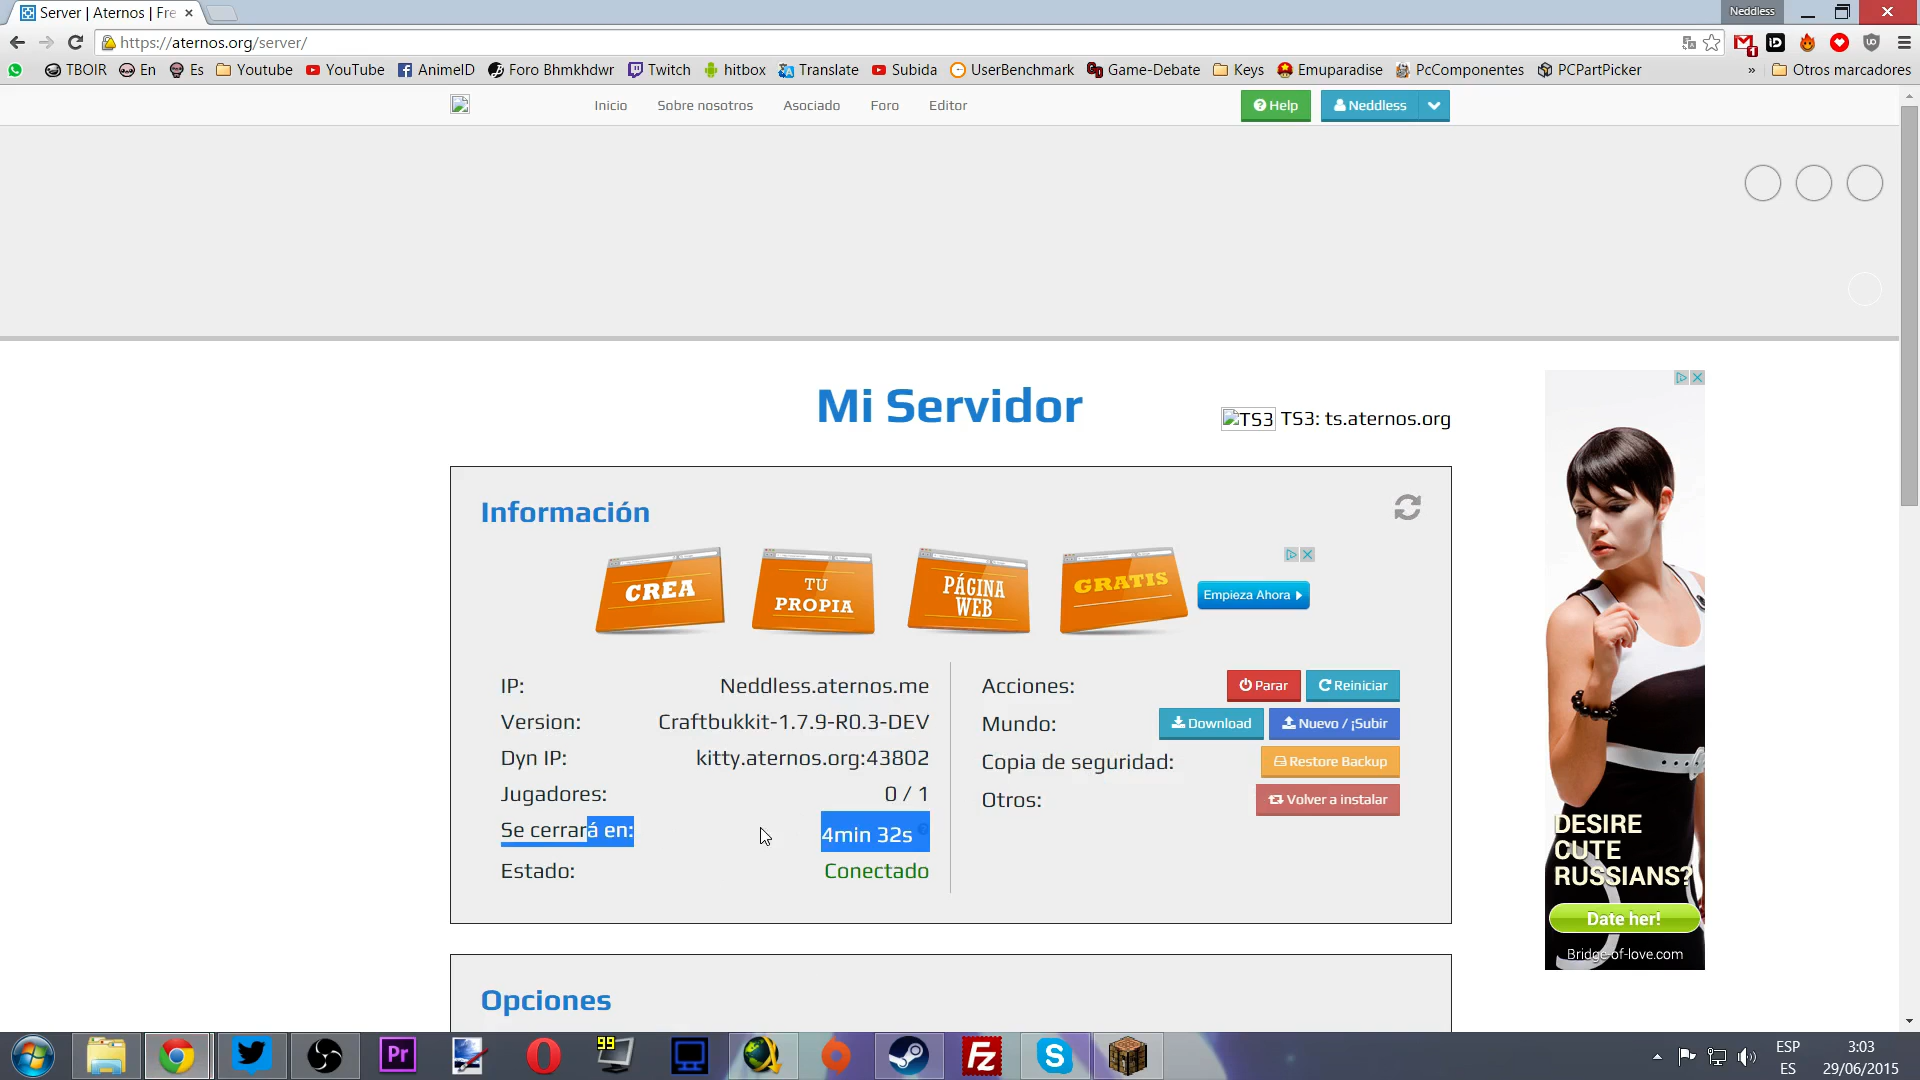 Server | Aternos | Fre
Neddless
https://aternos.org/server/
TBOIR En Es Youtube YouTube AnimeID Foro Bhmkhdwr Twitch hitbox Translate Subida UserBenchmark Game-Debate Keys Emuparadise PcComponentes PCPartPicker » Otros marcadores
Inicio Sobre nosotros Asociado Foro Editor Help Neddless
Mi Servidor
TS3 TS3: ts.aternos.org
Información
CREA
TU
PROPIA
PÁGINA
WEB
GRATIS
Empieza Ahora
IP: Neddless.aternos.me
Version: Craftbukkit-1.7.9-R0.3-DEV
Dyn IP: kitty.aternos.org:43802
Jugadores: 0 / 1
Se cerrará en: 4min 32s
Estado: Conectado
Acciones: Parar Reiniciar
Mundo: Download Nuevo / ¡Subir
Copia de seguridad: Restore Backup
Otros: Volver a instalar
DESIRE
CUTE
RUSSIANS?
Date her!
Bridge-of-love.com
Opciones
Pr
99
Fz
ESP
ES
3:03
29/06/2015